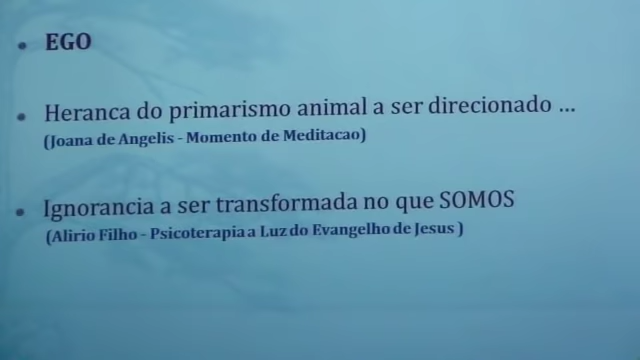 • EGO
• Heranca do primarismo animal a ser direcionado ...
(Joana de Angelis - Momento de Meditacao)
• Ignorancia a ser transformada no que SOMOS
(Alirio Filho - Psicoterapia a Luz do Evangelho de Jesus )